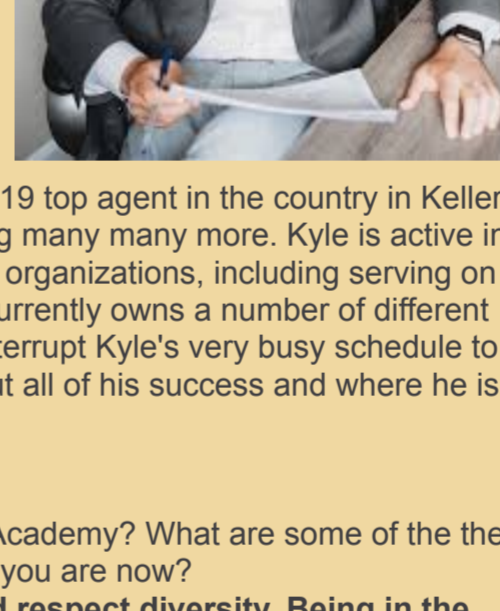 19 top agent in the country in Keller
g many many more. Kyle is active in
organizations, including serving on
urrently owns a number of different
terrupt Kyle's very busy schedule to
ut all of his success and where he is
Academy? What are some of the the
you are now?
d respect diversity. Being in the